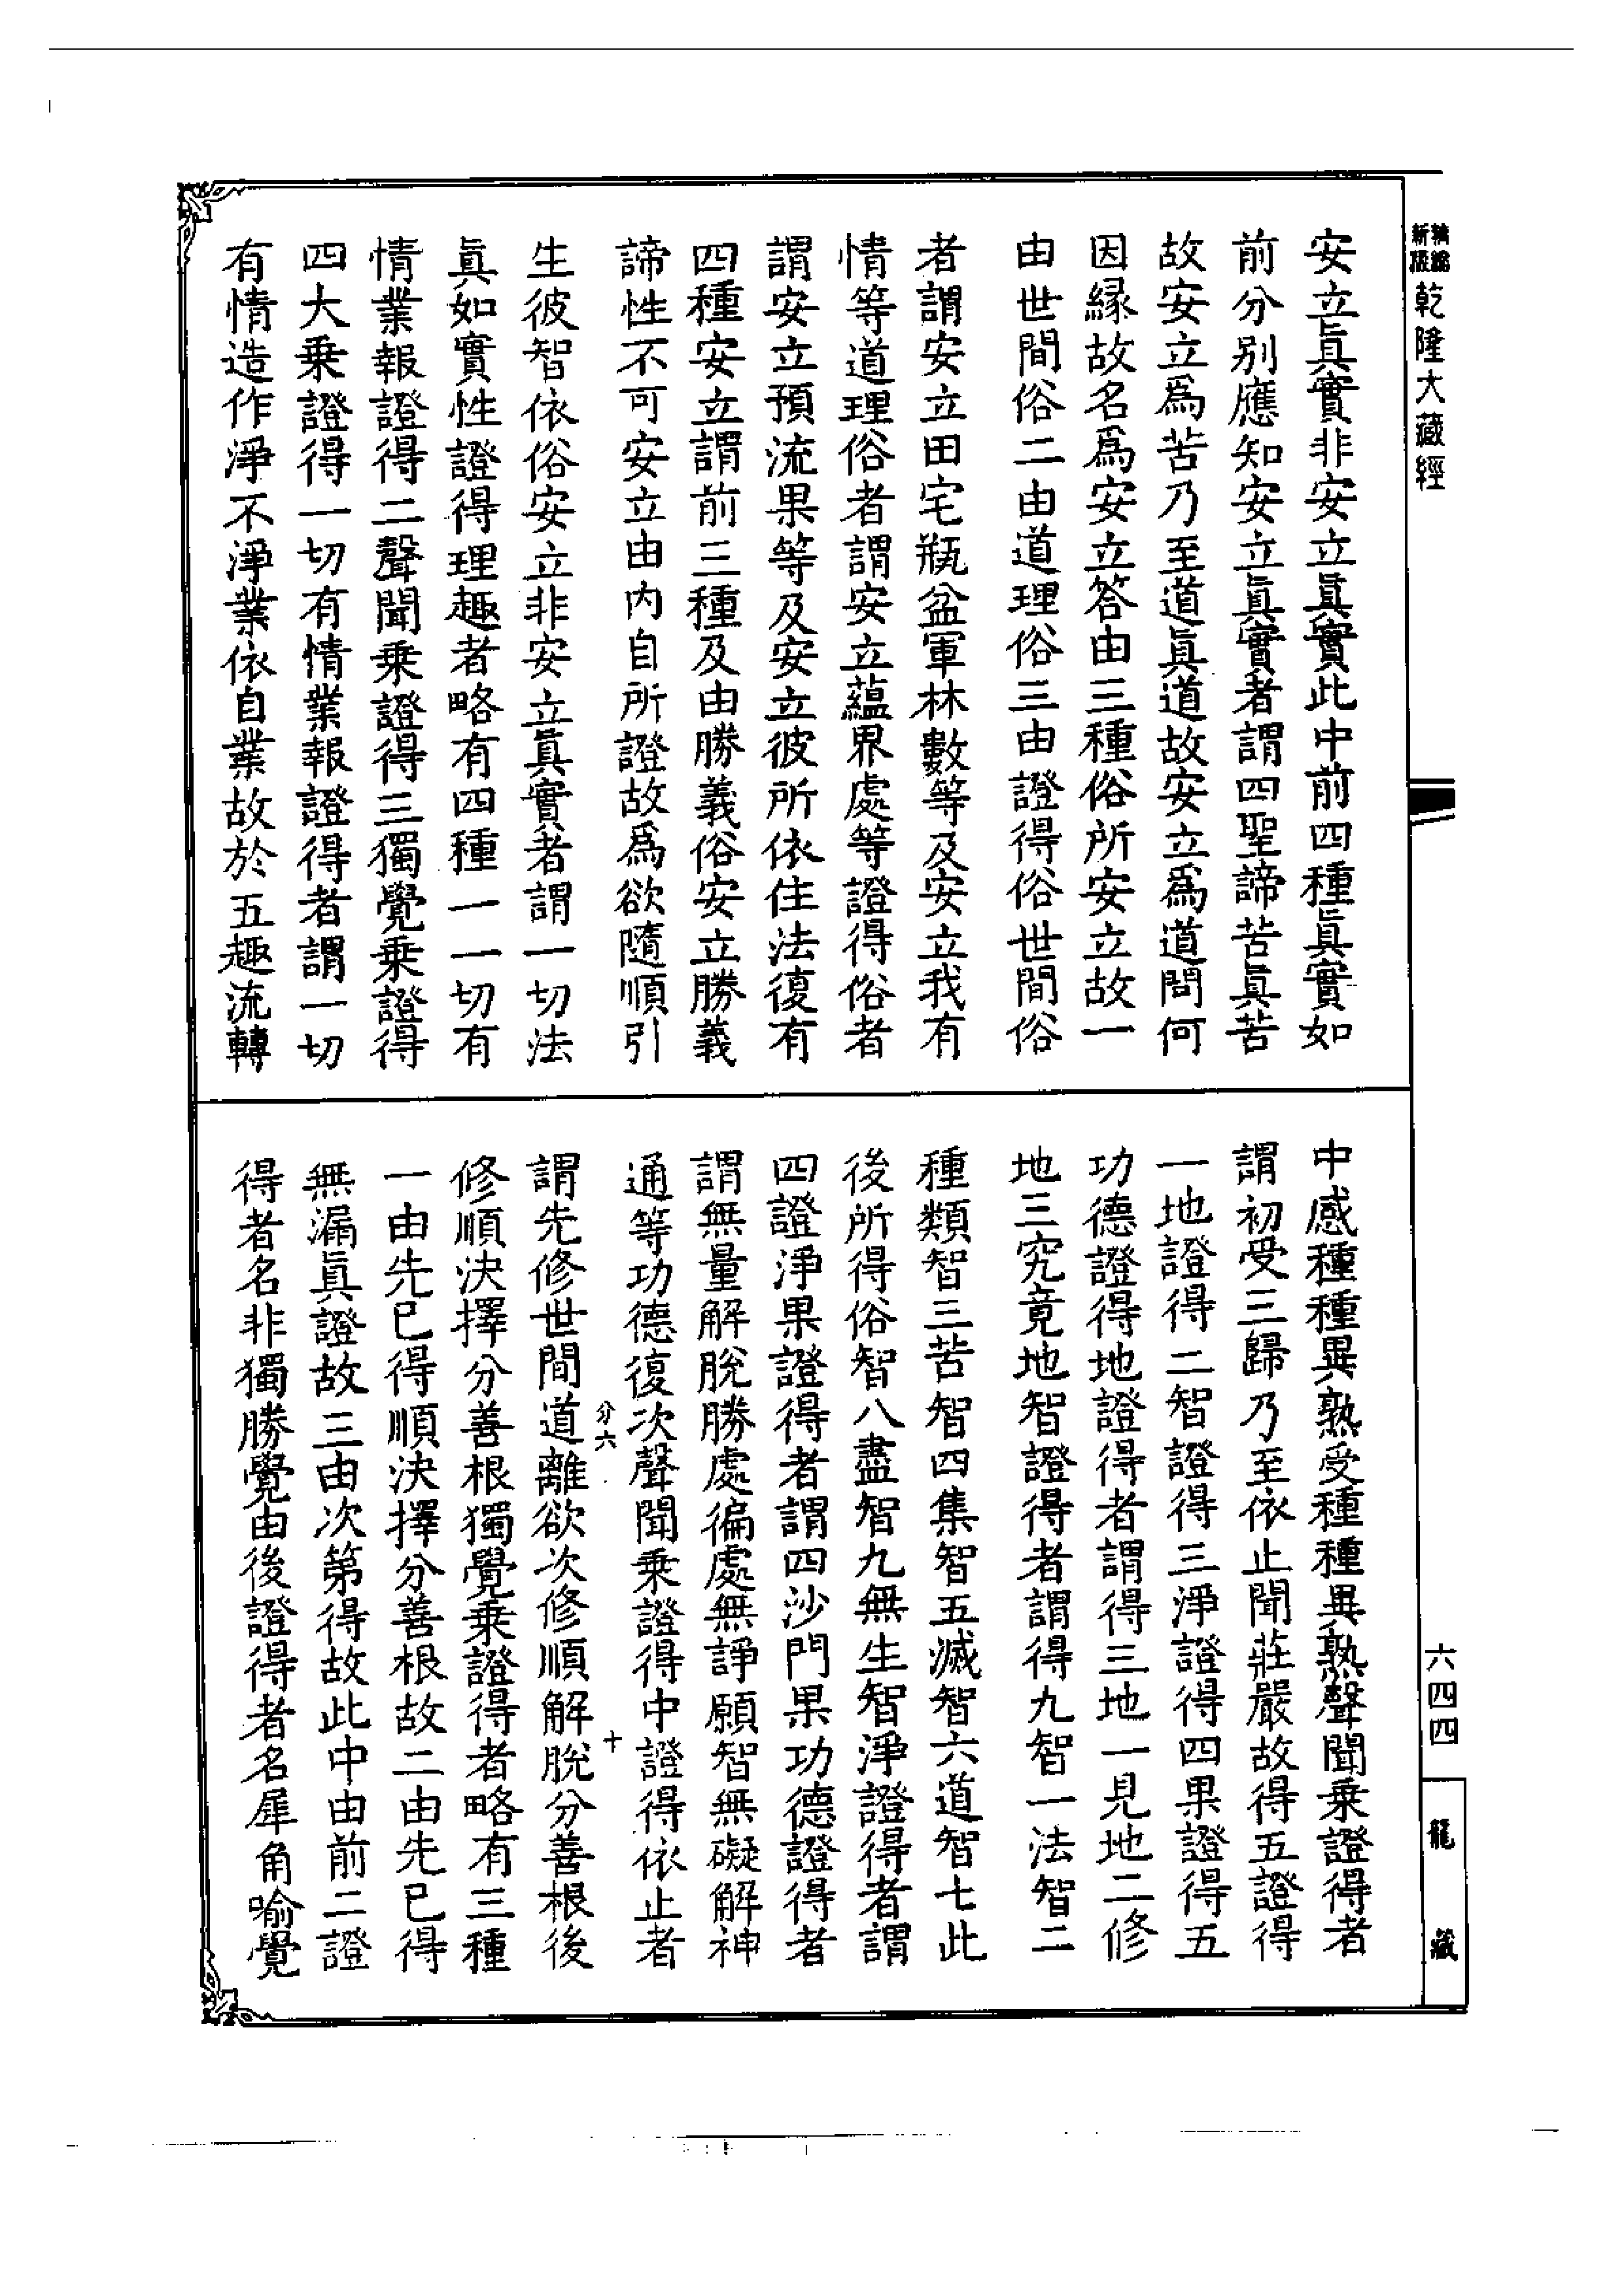 精縮新版
乾隆大藏經
安立眞實非安立眞實此中前四種眞實如
前分别應知安立眞實者謂四聖諦苦眞苦
故安立爲苦乃至道眞道故安立爲道問何
因緣故名爲安立答由三種俗所安立故一
由世間俗二由道理俗三由證得俗世間俗
者謂安立田宅瓶盆軍林數等及安立我有
情等道理俗者謂安立蘊界處等證得俗者
謂安立預流果等及安立彼所依住法復有
四種安立謂前三種及由勝義俗安立勝義
諦性不可安立由內自所證故爲欲隨順引
生彼智依俗安立非安立眞實者謂一切法
眞如實性證得理趣者略有四種一一切有
情業報證得二聲聞乘證得三獨覺乘證得
四大乘證得一切有情業報證得者謂一切
有情造作淨不淨業依自業故於五趣流轉
中感種種異熟受種種異熟聲聞乘證得者
謂初受三歸乃至依止聞莊嚴故得五證得
一地證得二智證得三淨證得四果證得五
功德證得地證得者謂得三地一見地二修
地三究竟地智證得者謂得九智一法智二
種類智三苦智四集智五滅智六道智七此
後所得俗智八盡智九無生智淨證得者謂
四證淨果證得者謂四沙門果功德證得者
謂無量解脫勝處徧處無諍願智無礙解神
通等功德復次聲聞乘證得中證得依止者
分六
十
謂先修世間道離欲次修順解脫分善根後
修順決擇分善根獨覺乘證得者略有三種
一由先已得順決擇分善根故二由先已得
無漏眞證故三由次第得故此中由前二證
得者名非獨勝覺由後證得者名犀角喻覺
六四四
龍藏